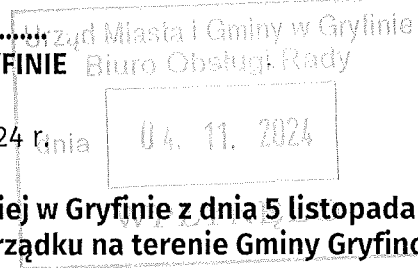 Urząd Miasta i Gminy w Gryfinie
........
FINIE Biuro Obsługi Rady
24 r.
dnia 04. 11. 2024
iej w Gryfinie z dnia 5 listopada
rządku na terenie Gminy Gryfino